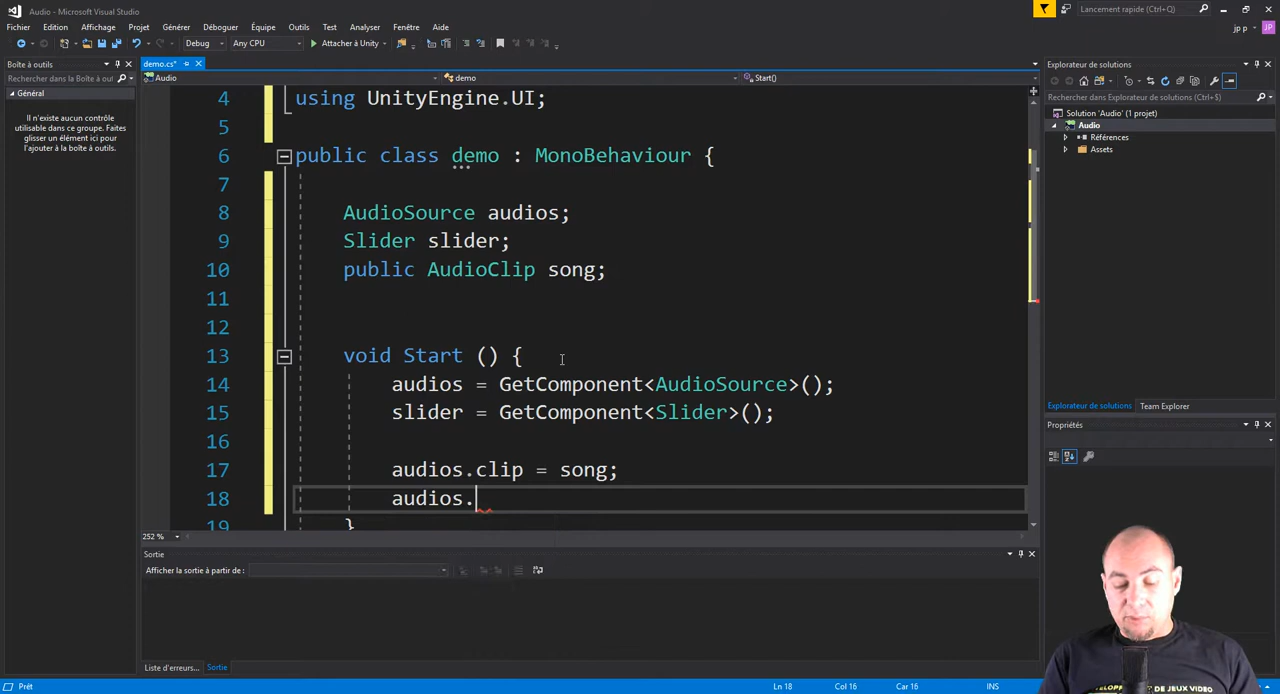 Audio - Microsoft Visual Studio
Lancement rapide (Ctrl+Q)
Fichier Edition Affichage Projet Générer Déboguer Équipe Outils Test Analyser Fenêtre Aide
jp p
JP
Debug Any CPU Attacher à Unity
Boîte à outils
demo.cs*
Explorateur de solutions
Rechercher dans Boîte à outil
Audio
demo
Start()
Général
Il n'existe aucun contrôle
utilisable dans ce groupe. Faites
glisser un élément ici pour
l'ajouter à la boîte à outils.
Rechercher dans Explorateur de solutions (Ctrl+$)
Solution 'Audio' (1 projet)
Audio
Références
Assets
4 using UnityEngine.UI;
5
6 public class demo : MonoBehaviour {
7
8 AudioSource audios;
9 Slider slider;
10 public AudioClip song;
11
12
13 void Start () {
14 audios = GetComponent<AudioSource>();
15 slider = GetComponent<Slider>();
16
17 audios.clip = song;
18 audios.
19 }
Explorateur de solutions Team Explorer
Propriétés
252 %
Sortie
Afficher la sortie à partir de :
Liste d'erreurs... Sortie
Prêt
Ln 18 Col 16 Car 16 INS
DE JEUX VIDEO